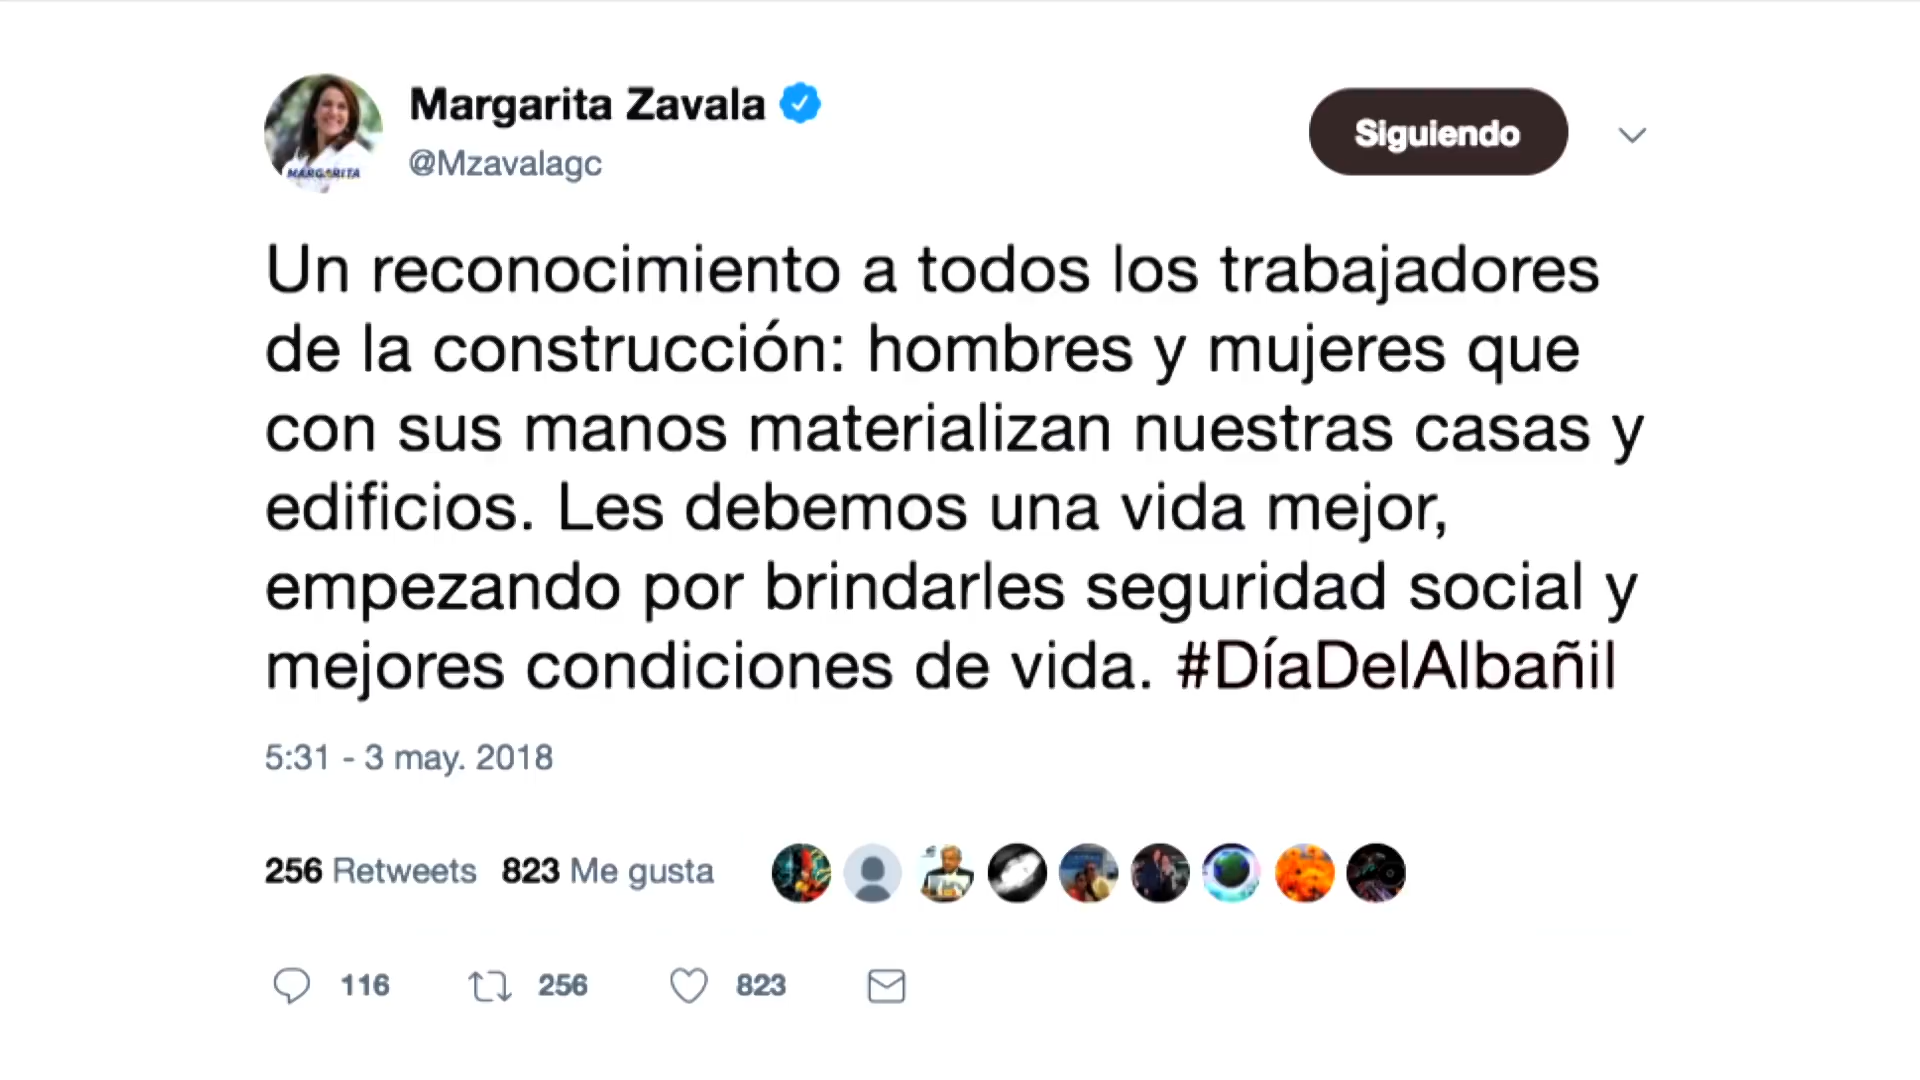 Margarita Zavala
@Mzavalagc
Siguiendo
MARGARITA
Un reconocimiento a todos los trabajadores
de la construcción: hombres y mujeres que
con sus manos materializan nuestras casas y
edificios. Les debemos una vida mejor,
empezando por brindarles seguridad social y
mejores condiciones de vida. #DíaDelAlbañil
5:31 - 3 may. 2018
256 Retweets 823 Me gusta
116 256 823